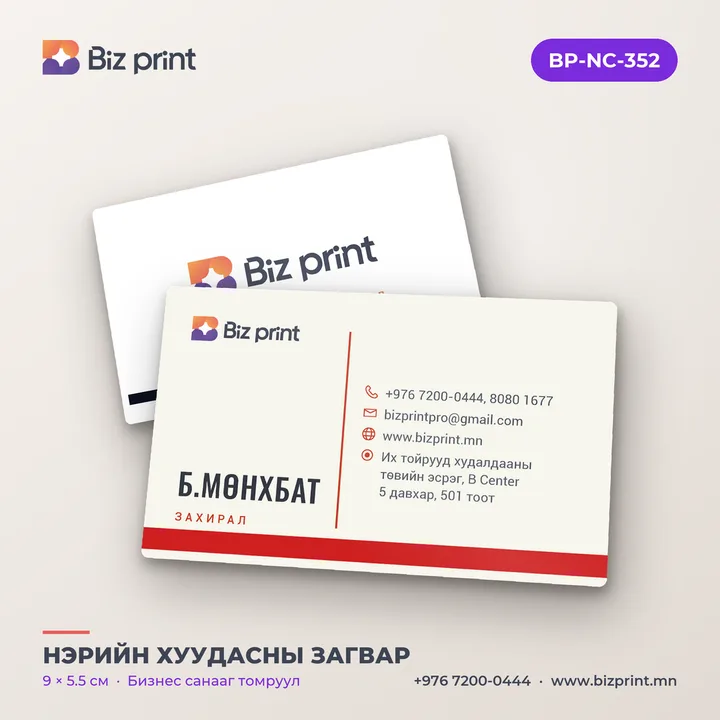 Biz print
BP-NC-352
Biz print
Biz print
+976 7200-0444, 8080 1677
bizprintpro@gmail.com
www.bizprint.mn
Их тойрууд худалдааны
төвийн эсрэг, B Center
5 давхар, 501 тоот
Б.МӨНХБАТ
ЗАХИРАЛ
НЭРИЙН ХУУДАСНЫ ЗАГВАР
9 × 5.5 см · Бизнес санааг томруул
+976 7200-0444 · www.bizprint.mn